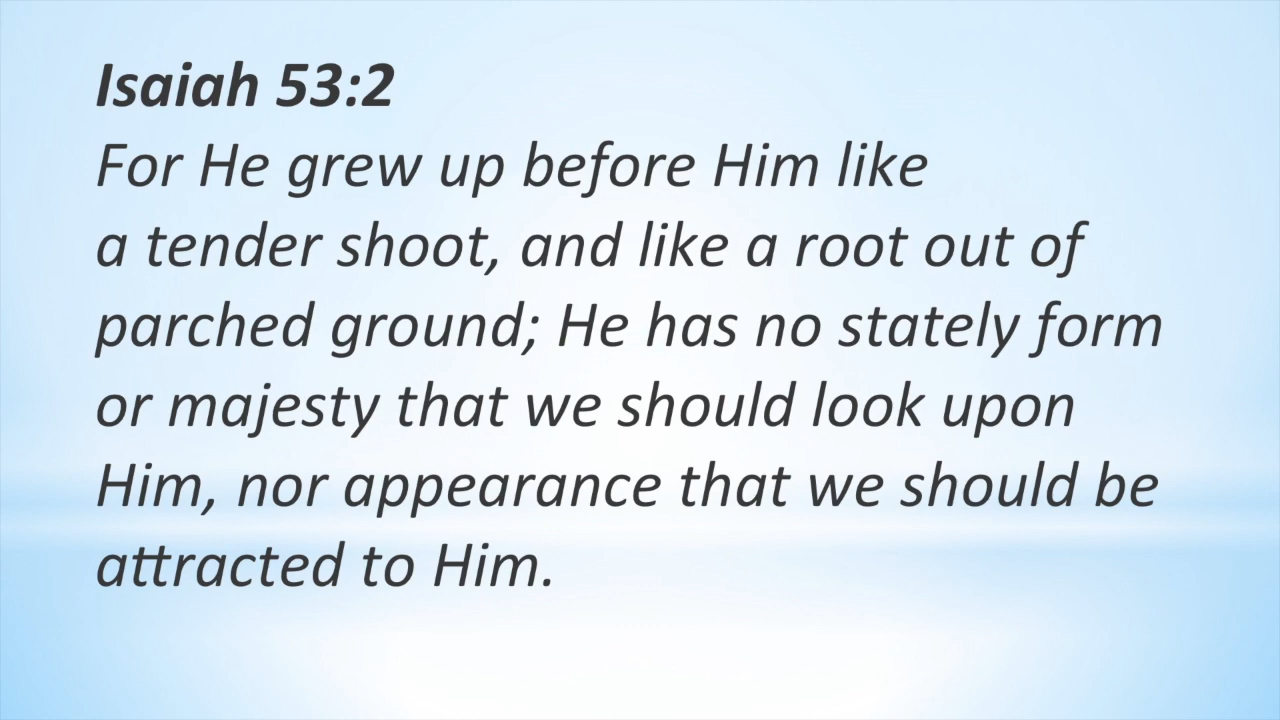 Isaiah 53:2
For He grew up before Him like
a tender shoot, and like a root out of
parched ground; He has no stately form
or majesty that we should look upon
Him, nor appearance that we should be
attracted to Him.